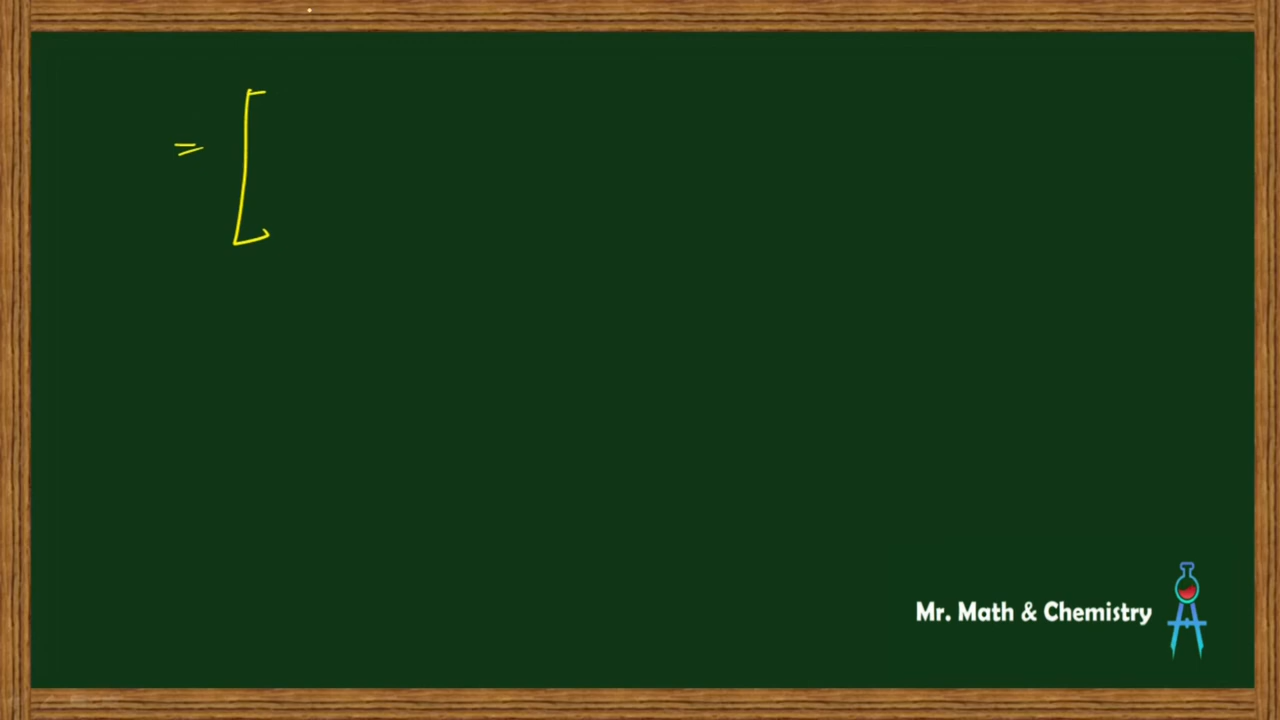 = [
Mr. Math & Chemistry